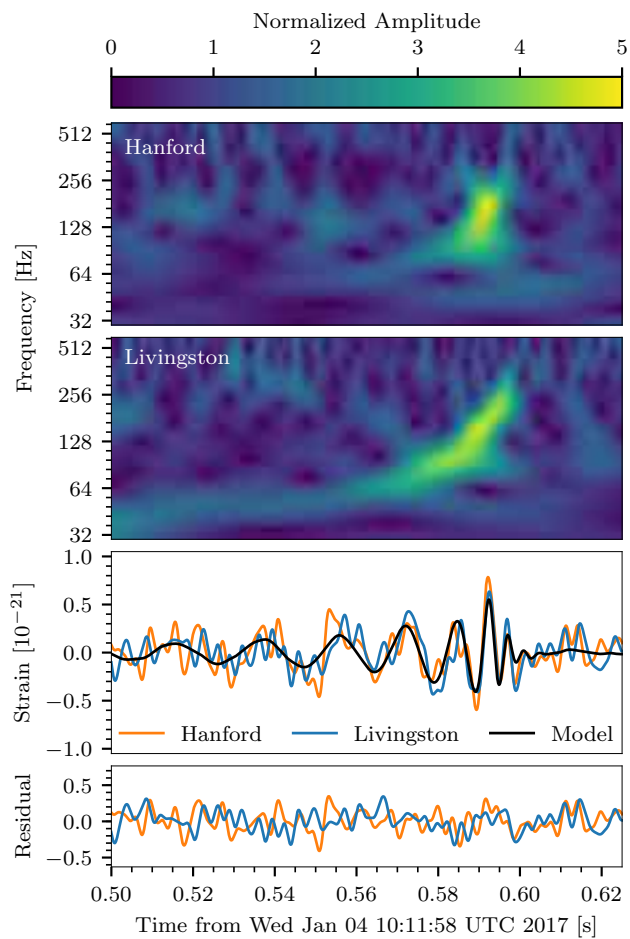 Normalized Amplitude
0 1 2 3 4 5
Hanford
512
256
128
64
32
Frequency [Hz]
Livingston
512
256
128
64
32
1.0
0.5
0.0
−0.5
−1.0
Strain [10⁻²¹]
Hanford Livingston Model
0.5
0.0
−0.5
Residual
0.50 0.52 0.54 0.56 0.58 0.60 0.62
Time from Wed Jan 04 10:11:58 UTC 2017 [s]